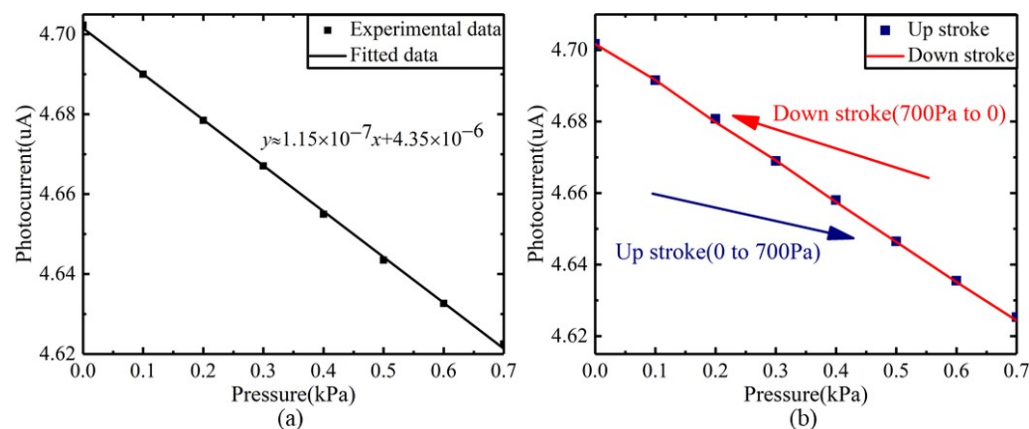 4.70
4.68
4.66
4.64
4.62
Photocurrent(uA)
Experimental data
Fitted data
y≈1.15×10⁻⁷x+4.35×10⁻⁶
0.0 0.1 0.2 0.3 0.4 0.5 0.6 0.7
Pressure(kPa)
(a)
4.70
4.68
4.66
4.64
4.62
Photocurrent(uA)
Up stroke
Down stroke
Down stroke(700Pa to 0)
Up stroke(0 to 700Pa)
0.0 0.1 0.2 0.3 0.4 0.5 0.6 0.7
Pressure(kPa)
(b)